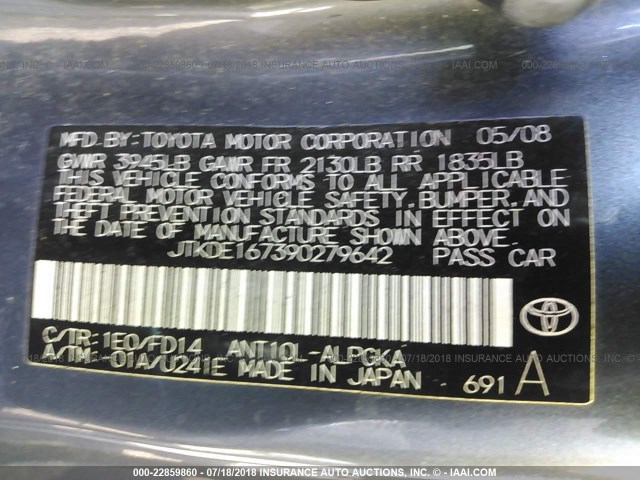 MFD. BY: TOYOTA MOTOR CORPORATION 05/08
GVWR 3945LB GAWR FR 2130LB RR 1835LB
THIS VEHICLE CONFORMS TO ALL APPLICABLE
FEDERAL MOTOR VEHICLE SAFETY, BUMPER, AND
THEFT PREVENTION STANDARDS IN EFFECT ON
THE DATE OF MANUFACTURE SHOWN ABOVE.
JTKDE167390279642 PASS CAR
C/TR: 1E0/FD14 ANT10L-ALPGKA
A/TM: -01A/U241E MADE IN JAPAN 691 A
000-22859860 - 07/18/2018 INSURANCE AUTO AUCTIONS - © IAAI.COM